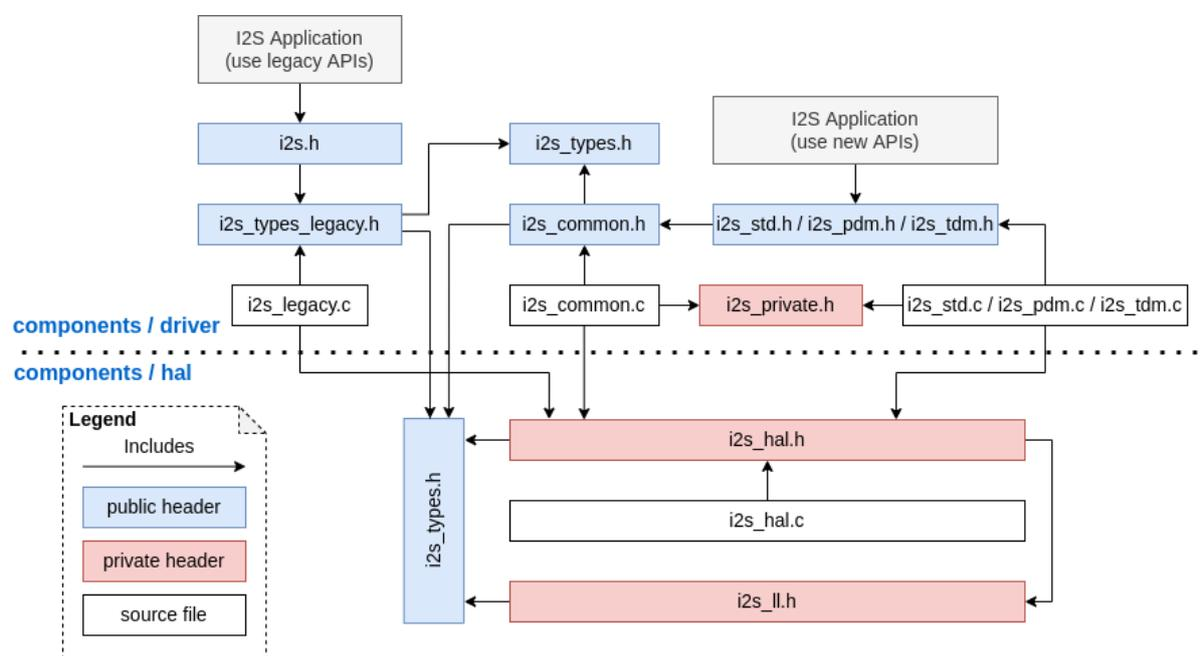 I2S Application
(use legacy APIs)
I2S Application
(use new APIs)
i2s.h
i2s_types.h
i2s_types_legacy.h
i2s_common.h
i2s_std.h / i2s_pdm.h / i2s_tdm.h
i2s_legacy.c
i2s_common.c
i2s_private.h
i2s_std.c / i2s_pdm.c / i2s_tdm.c
components / driver
components / hal
Legend
Includes
public header
private header
source file
i2s_types.h
i2s_hal.h
i2s_hal.c
i2s_ll.h